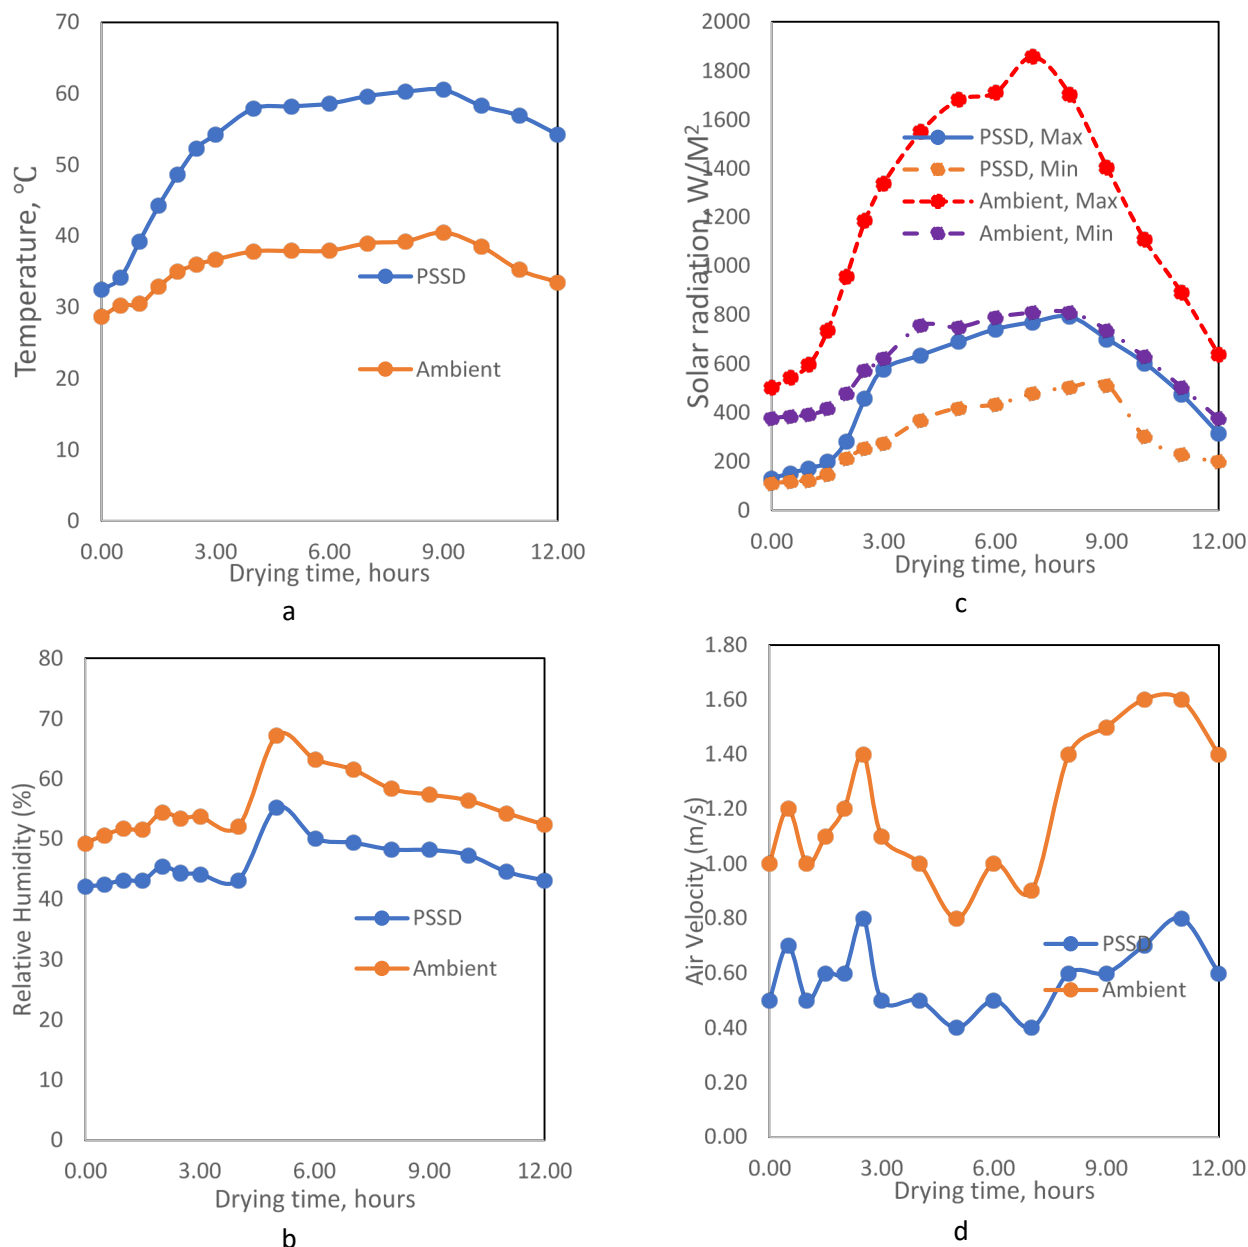 70
60
50
40
30
20
10
0
Temperature, °C
PSSD
Ambient
0.00 3.00 6.00 9.00 12.00
Drying time, hours
a
2000
1800
1600
1400
1200
1000
800
600
400
200
0
Solar radiation, W/M²
PSSD, Max
PSSD, Min
Ambient, Max
Ambient, Min
0.00 3.00 6.00 9.00 12.00
Drying time, hours
c
80
70
60
50
40
30
20
10
0
Relative Humidity (%)
PSSD
Ambient
0.00 3.00 6.00 9.00 12.00
Drying time, hours
b
1.80
1.60
1.40
1.20
1.00
0.80
0.60
0.40
0.20
0.00
Air Velocity (m/s)
PSSD
Ambient
0.00 3.00 6.00 9.00 12.00
Drying time, hours
d